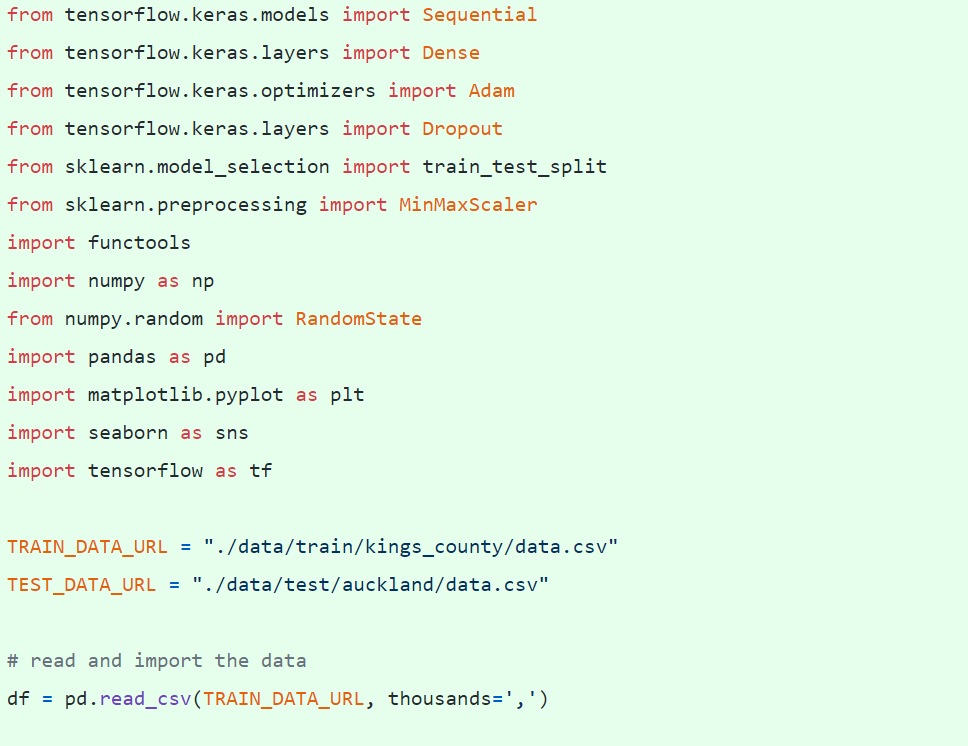 from tensorflow.keras.models import Sequential
from tensorflow.keras.layers import Dense
from tensorflow.keras.optimizers import Adam
from tensorflow.keras.layers import Dropout
from sklearn.model_selection import train_test_split
from sklearn.preprocessing import MinMaxScaler
import functools
import numpy as np
from numpy.random import RandomState
import pandas as pd
import matplotlib.pyplot as plt
import seaborn as sns
import tensorflow as tf
TRAIN_DATA_URL = "./data/train/kings_county/data.csv"
TEST_DATA_URL = "./data/test/auckland/data.csv"
# read and import the data
df = pd.read_csv(TRAIN_DATA_URL, thousands=',')